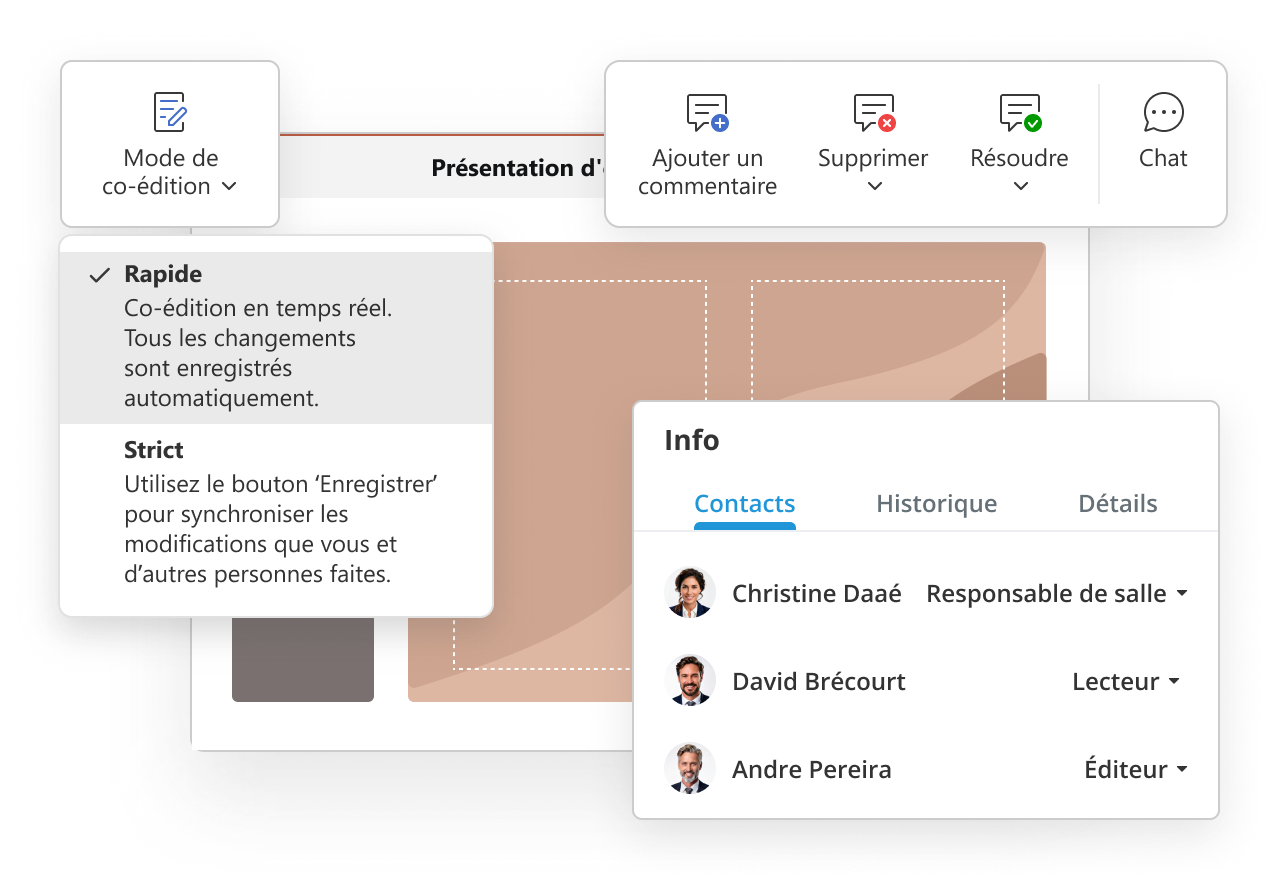 Mode de
co-édition
Présentation d'
Ajouter un
commentaire
Supprimer
Résoudre
Chat
Rapide
Co-édition en temps réel.
Tous les changements
sont enregistrés
automatiquement.
Strict
Utilisez le bouton ‘Enregistrer’
pour synchroniser les
modifications que vous et
d’autres personnes faites.
Info
Contacts Historique Détails
Christine Daaé Responsable de salle
David Brécourt Lecteur
Andre Pereira Éditeur